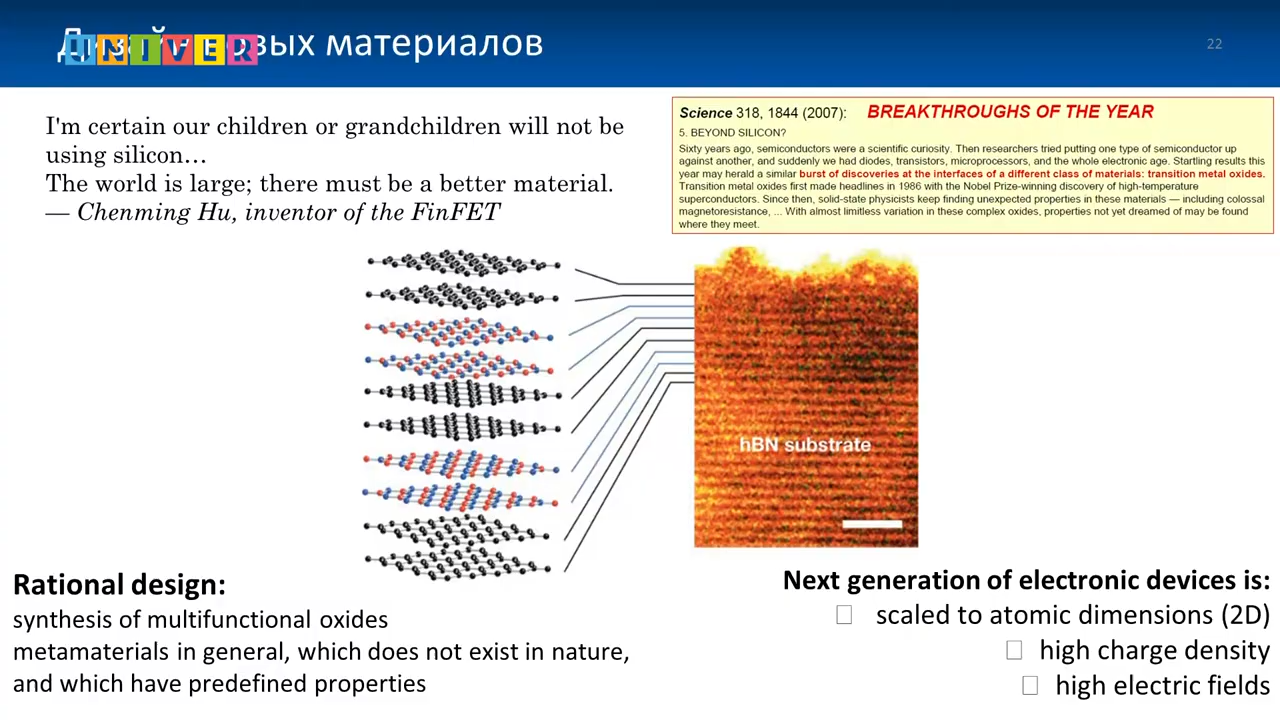 Дизайн новых материалов
UNIVER
22
I'm certain our children or grandchildren will not be
using silicon…
The world is large; there must be a better material.
— Chenming Hu, inventor of the FinFET
Science 318, 1844 (2007): BREAKTHROUGHS OF THE YEAR
5. BEYOND SILICON?
Sixty years ago, semiconductors were a scientific curiosity. Then researchers tried putting one type of semiconductor up
against another, and suddenly we had diodes, transistors, microprocessors, and the whole electronic age. Startling results this
year may herald a similar burst of discoveries at the interfaces of a different class of materials: transition metal oxides.
Transition metal oxides first made headlines in 1986 with the Nobel Prize-winning discovery of high-temperature
superconductors. Since then, solid-state physicists keep finding unexpected properties in these materials — including colossal
magnetoresistance, ... With almost limitless variation in these complex oxides, properties not yet dreamed of may be found
where they meet.
hBN substrate
Rational design:
synthesis of multifunctional oxides
metamaterials in general, which does not exist in nature,
and which have predefined properties
Next generation of electronic devices is:
scaled to atomic dimensions (2D)
high charge density
high electric fields